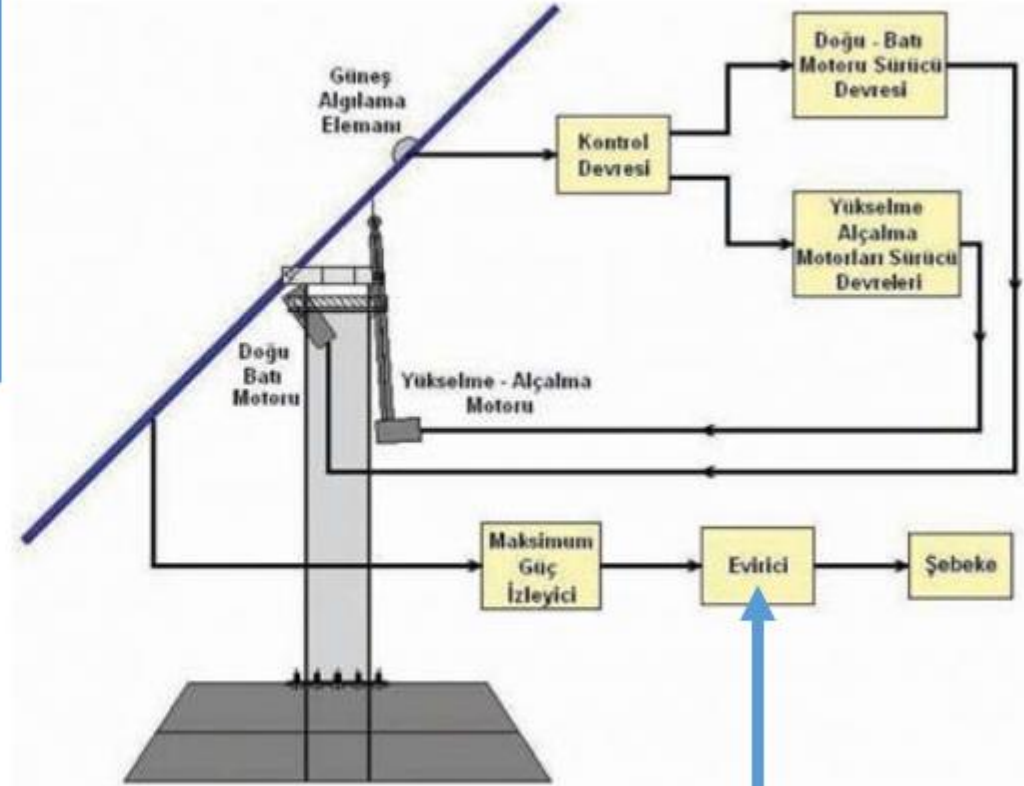 Güneş
Algılama
Elemanı
Kontrol
Devresi
Doğu - Batı
Motoru Sürücü
Devresi
Yükselme
Alçalma
Motorları Sürücü
Devreleri
Doğu
Batı
Motoru
Yükselme - Alçalma
Motoru
Maksimum
Güç
İzleyici
Evirici
Şebeke